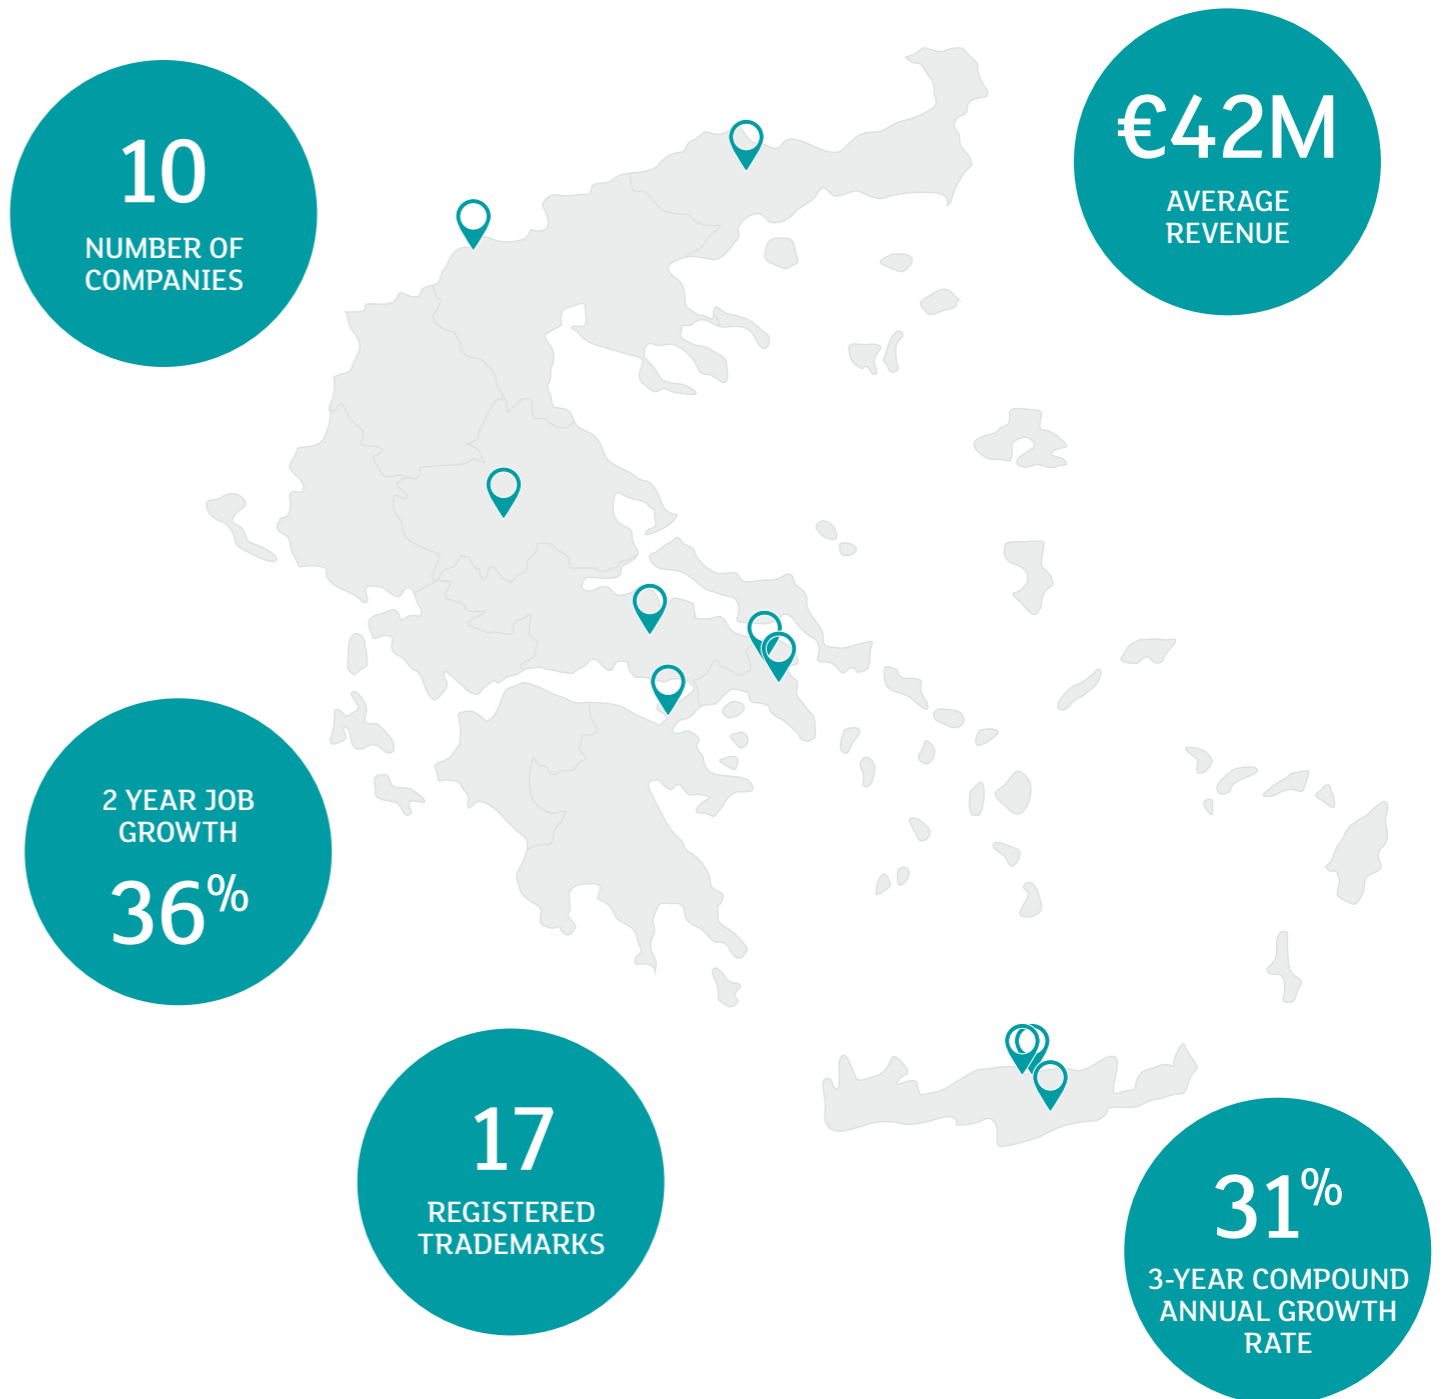 10
NUMBER OF
COMPANIES
€42M
AVERAGE
REVENUE
2 YEAR JOB
GROWTH
36%
17
REGISTERED
TRADEMARKS
31%
3-YEAR COMPOUND
ANNUAL GROWTH
RATE